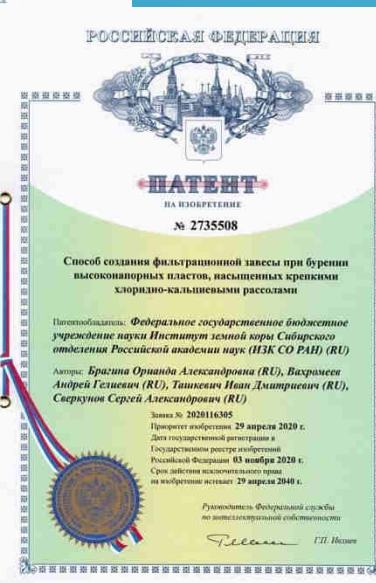 РОССИЙСКАЯ ФЕДЕРАЦИЯ
ПАТЕНТ
НА ИЗОБРЕТЕНИЕ
№ 2735508
Способ создания фильтрационной завесы при бурении
высоконапорных пластов, насыщенных крепкими
хлоридно-кальциевыми рассолами
Патентообладатель: Федеральное государственное бюджетное
учреждение науки Институт земной коры Сибирского
отделения Российской академии наук (ИЗК СО РАН) (RU)
Авторы: Брагина Орианда Александровна (RU), Вахромеев
Андрей Гелиевич (RU), Ташкевич Иван Дмитриевич (RU),
Сверкунов Сергей Александрович (RU)
Заявка № 2020116305
Приоритет изобретения 29 апреля 2020 г.
Дата государственной регистрации в
Государственном реестре изобретений
Российской Федерации 03 ноября 2020 г.
Срок действия исключительного права
на изобретение истекает 29 апреля 2040 г.
Руководитель Федеральной службы
по интеллектуальной собственности
Г.П. Ивлиев